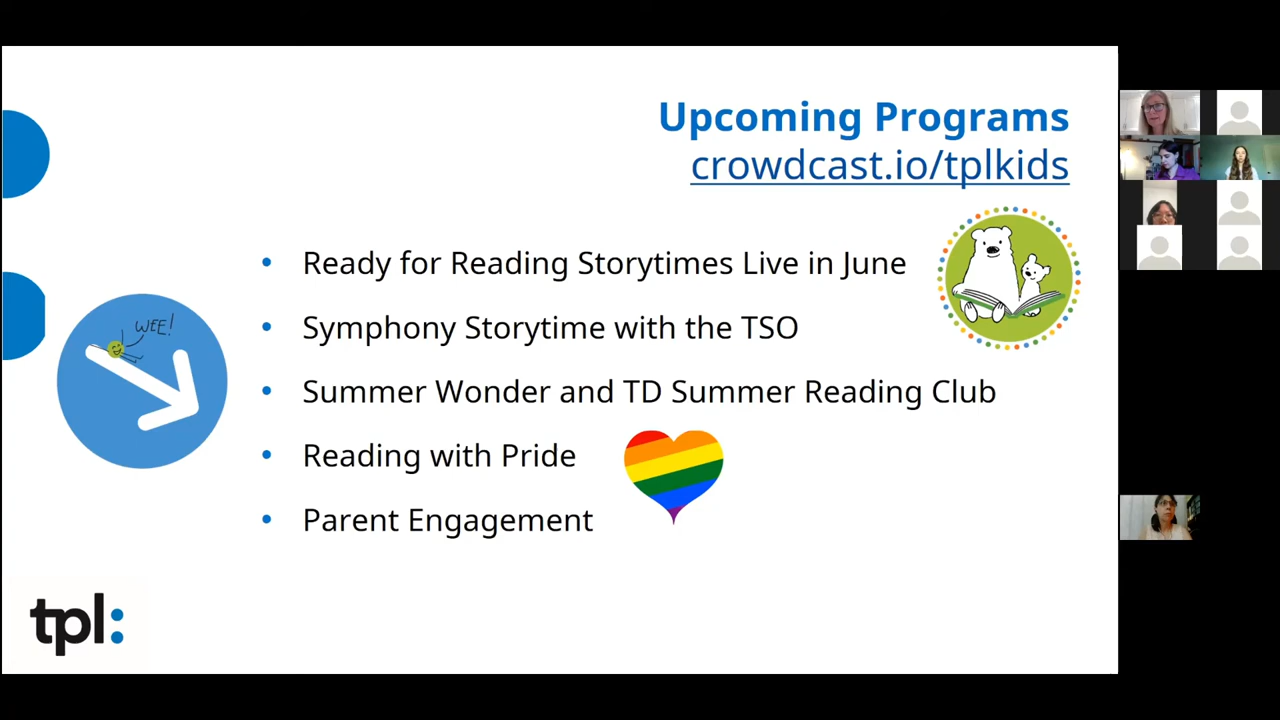 Upcoming Programs
crowdcast.io/tplkids
• Ready for Reading Storytimes Live in June
• Symphony Storytime with the TSO
• Summer Wonder and TD Summer Reading Club
• Reading with Pride
• Parent Engagement
WEE!
tpl: